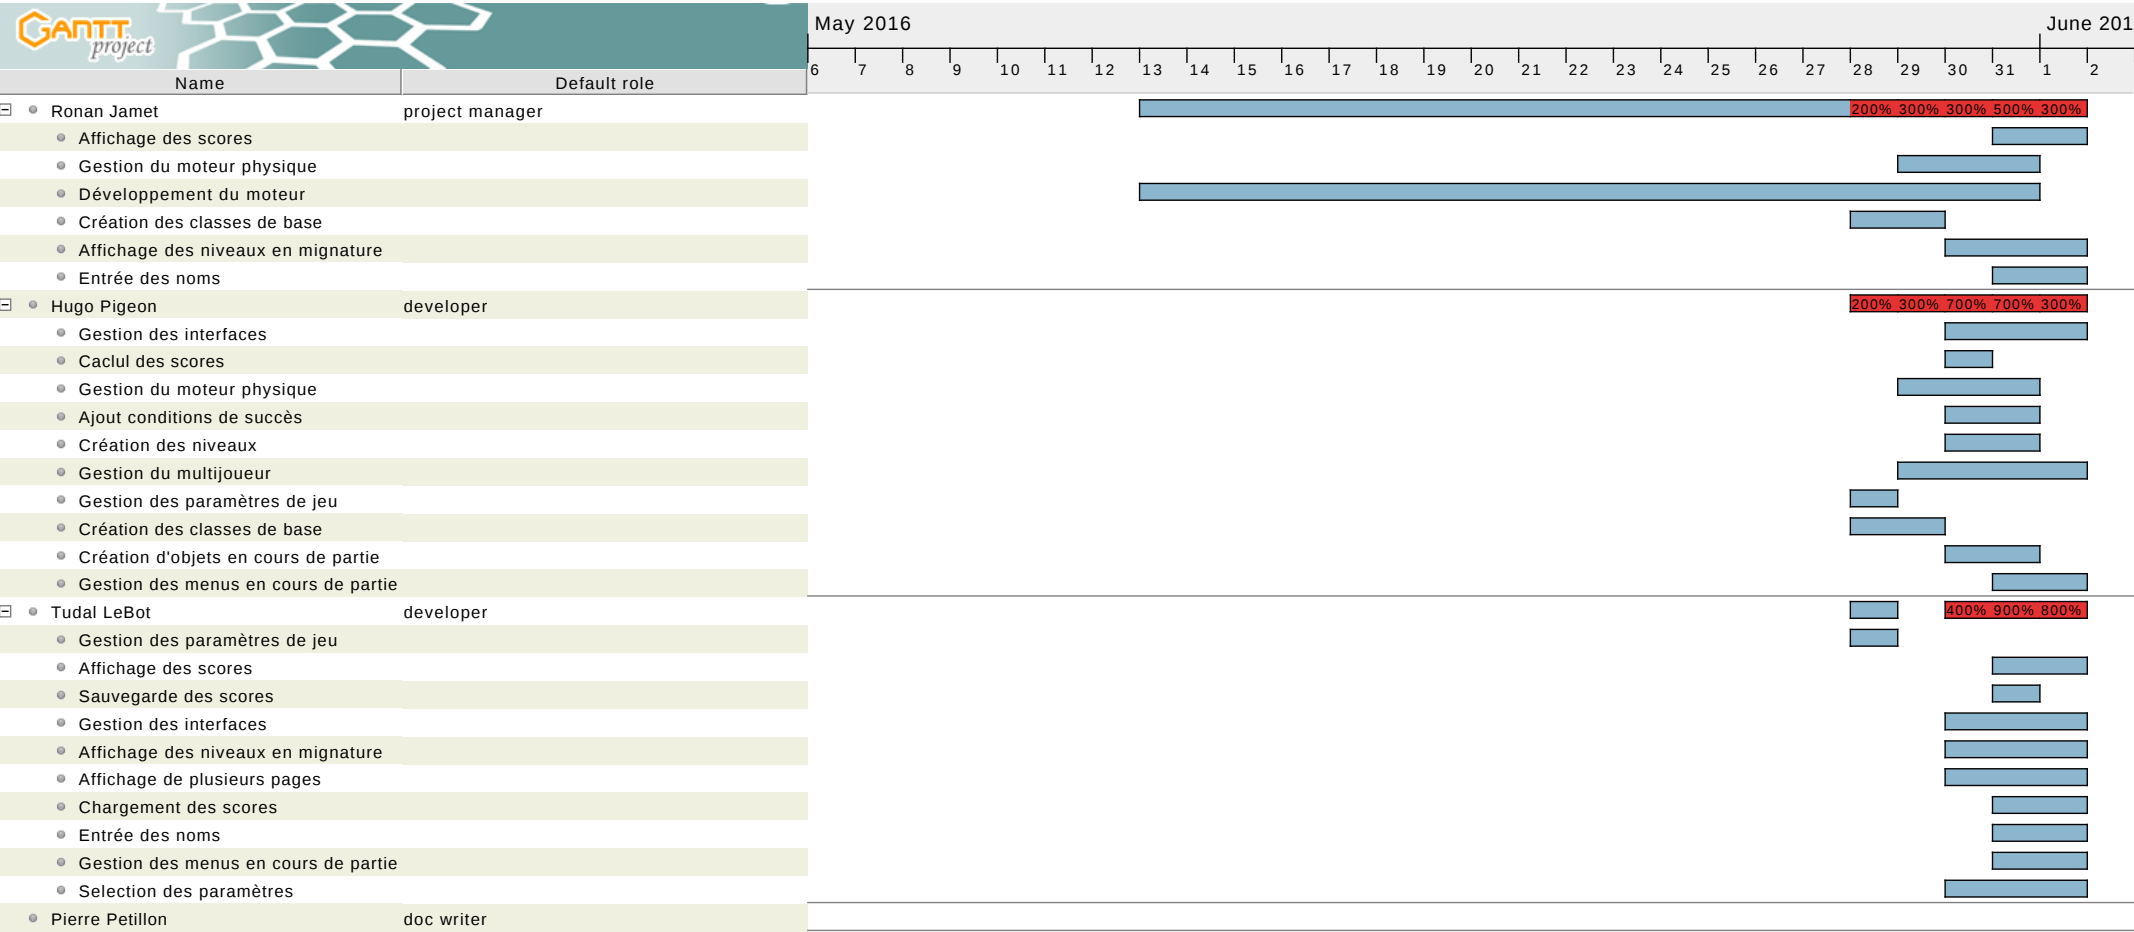 GANTT
project
May 2016
June 201
6 7 8 9 10 11 12 13 14 15 16 17 18 19 20 21 22 23 24 25 26 27 28 29 30 31 1 2
Name Default role
Ronan Jamet project manager 200% 300% 300% 500% 300%
Affichage des scores
Gestion du moteur physique
Développement du moteur
Création des classes de base
Affichage des niveaux en mignature
Entrée des noms
Hugo Pigeon developer 200% 300% 700% 700% 300%
Gestion des interfaces
Caclul des scores
Gestion du moteur physique
Ajout conditions de succès
Création des niveaux
Gestion du multijoueur
Gestion des paramètres de jeu
Création des classes de base
Création d'objets en cours de partie
Gestion des menus en cours de partie
Tudal LeBot developer 400% 900% 800%
Gestion des paramètres de jeu
Affichage des scores
Sauvegarde des scores
Gestion des interfaces
Affichage des niveaux en mignature
Affichage de plusieurs pages
Chargement des scores
Entrée des noms
Gestion des menus en cours de partie
Selection des paramètres
Pierre Petillon doc writer